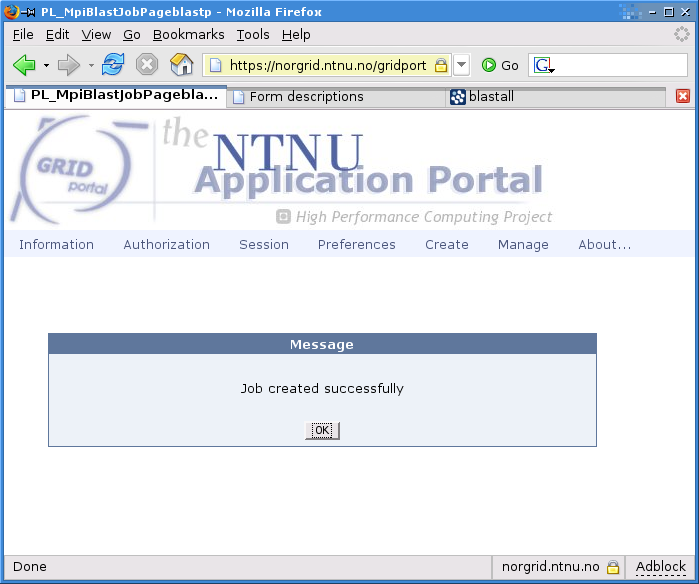 PL_MpiBlastJobPageblastp - Mozilla Firefox
File Edit View Go Bookmarks Tools Help
https://norgrid.ntnu.no/gridport Go G
PL_MpiBlastJobPagebla... Form descriptions blastall
GRID portal
the NTNU
Application Portal
High Performance Computing Project
Information Authorization Session Preferences Create Manage About...
Message
Job created successfully
OK
Done norgrid.ntnu.no Adblock